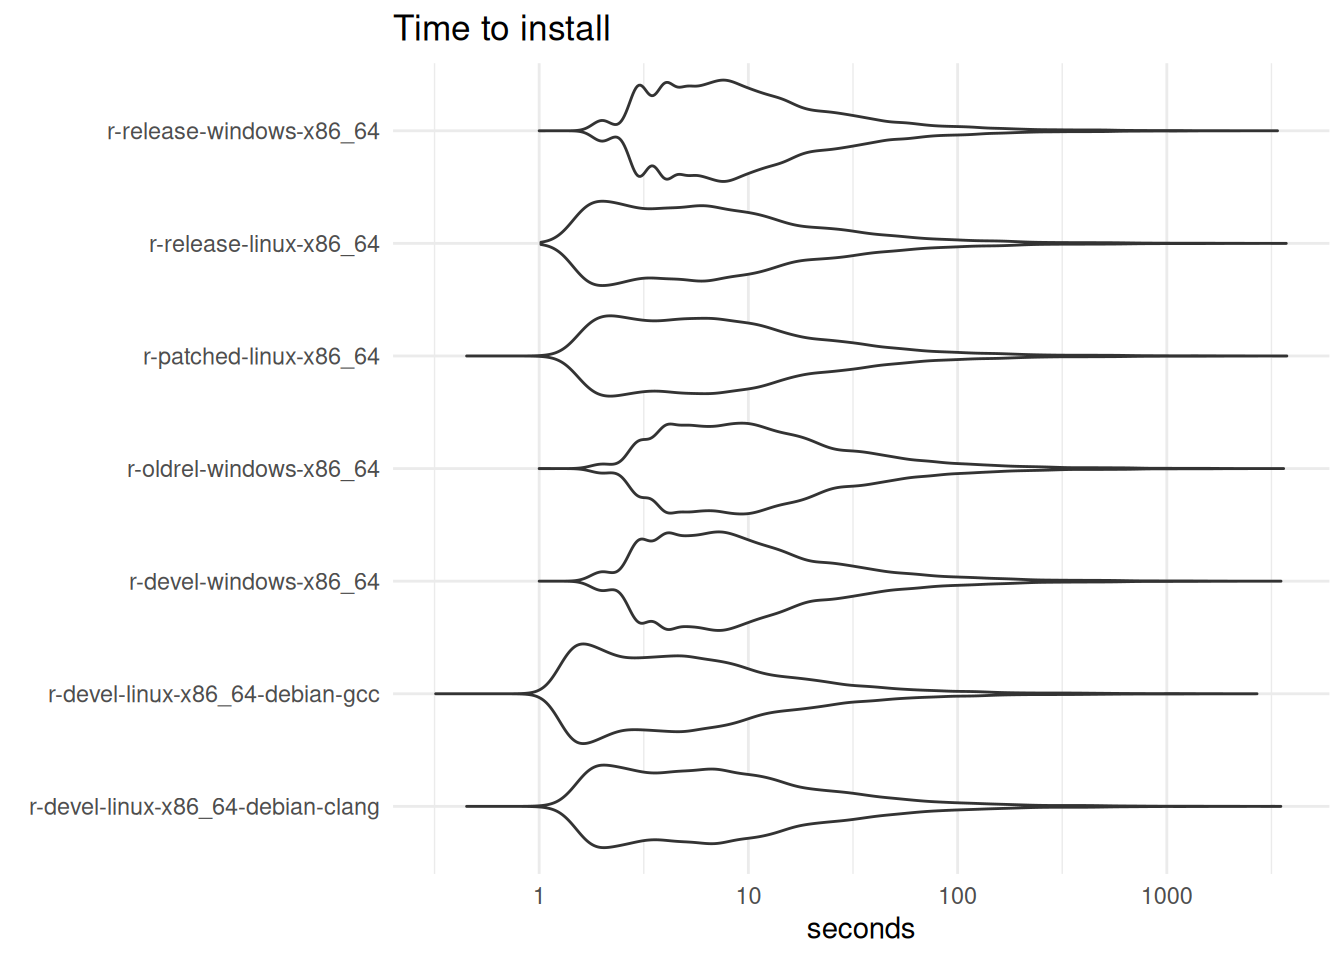 Time to install
r-release-windows-x86_64
r-release-linux-x86_64
r-patched-linux-x86_64
r-oldrel-windows-x86_64
r-devel-windows-x86_64
r-devel-linux-x86_64-debian-gcc
r-devel-linux-x86_64-debian-clang
1 10 100 1000
seconds